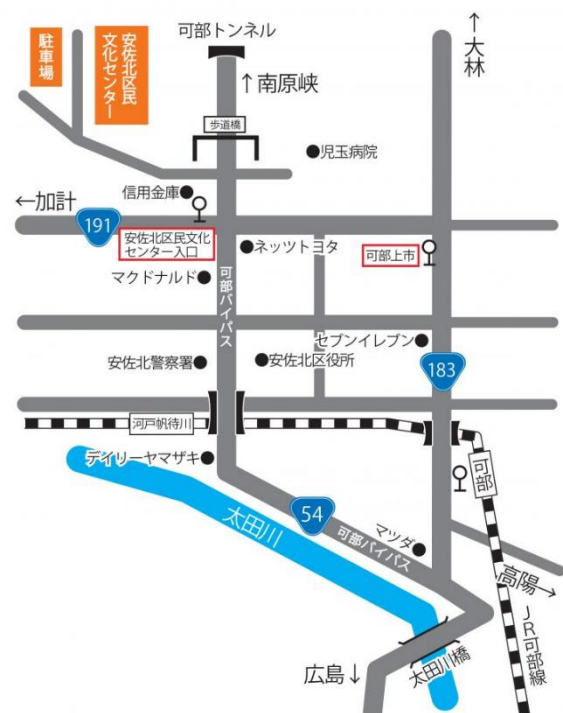 可部トンネル
↑南原峡
↑大林
駐車場
安佐北区民
文化センター
歩道橋
児玉病院
信用金庫
←加計
191
安佐北区民文化
センター入口
ネッツトヨタ
可部上市
マクドナルド
可部バイパス
セブンイレブン
安佐北警察署
安佐北区役所
183
河戸帆待川
デイリーヤマザキ
可部
太田川
54
可部バイパス
マツダ
高陽→
JR可部線
広島↓
太田川橋